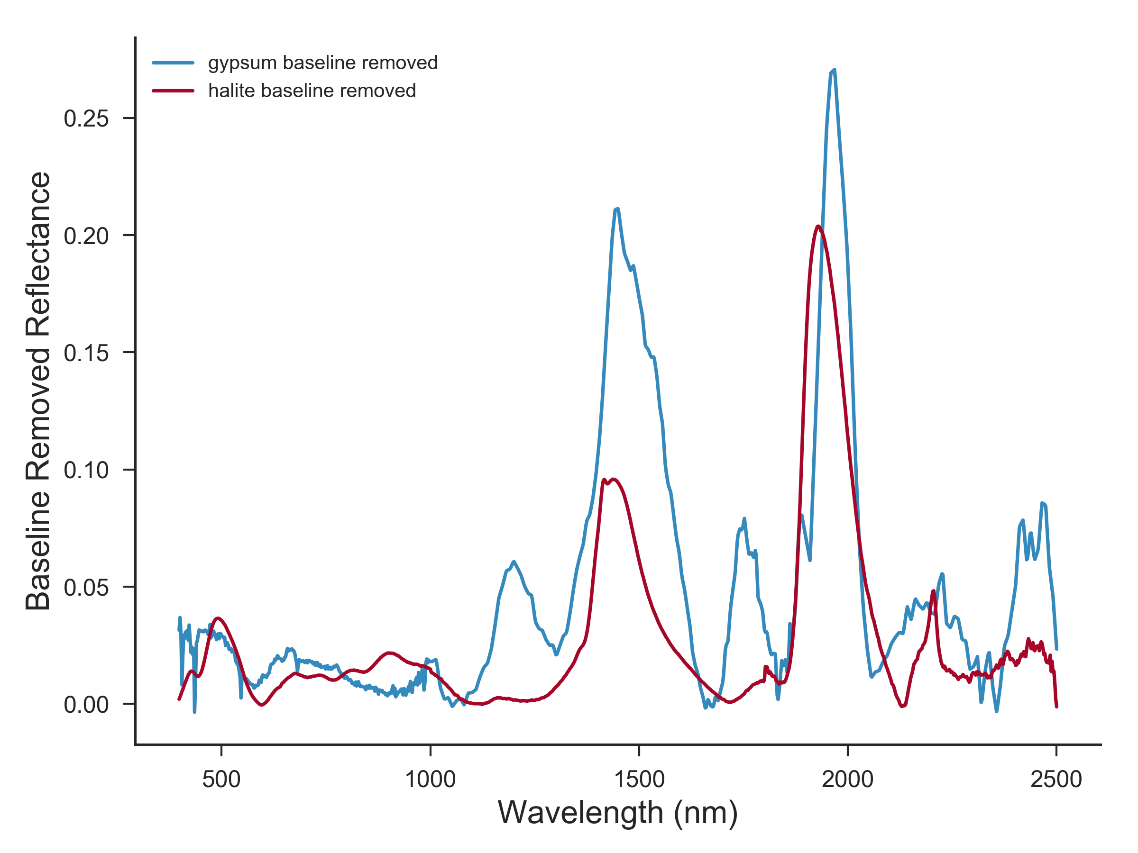 gypsum baseline removed
halite baseline removed
Baseline Removed Reflectance
0.25
0.20
0.15
0.10
0.05
0.00
500 1000 1500 2000 2500
Wavelength (nm)